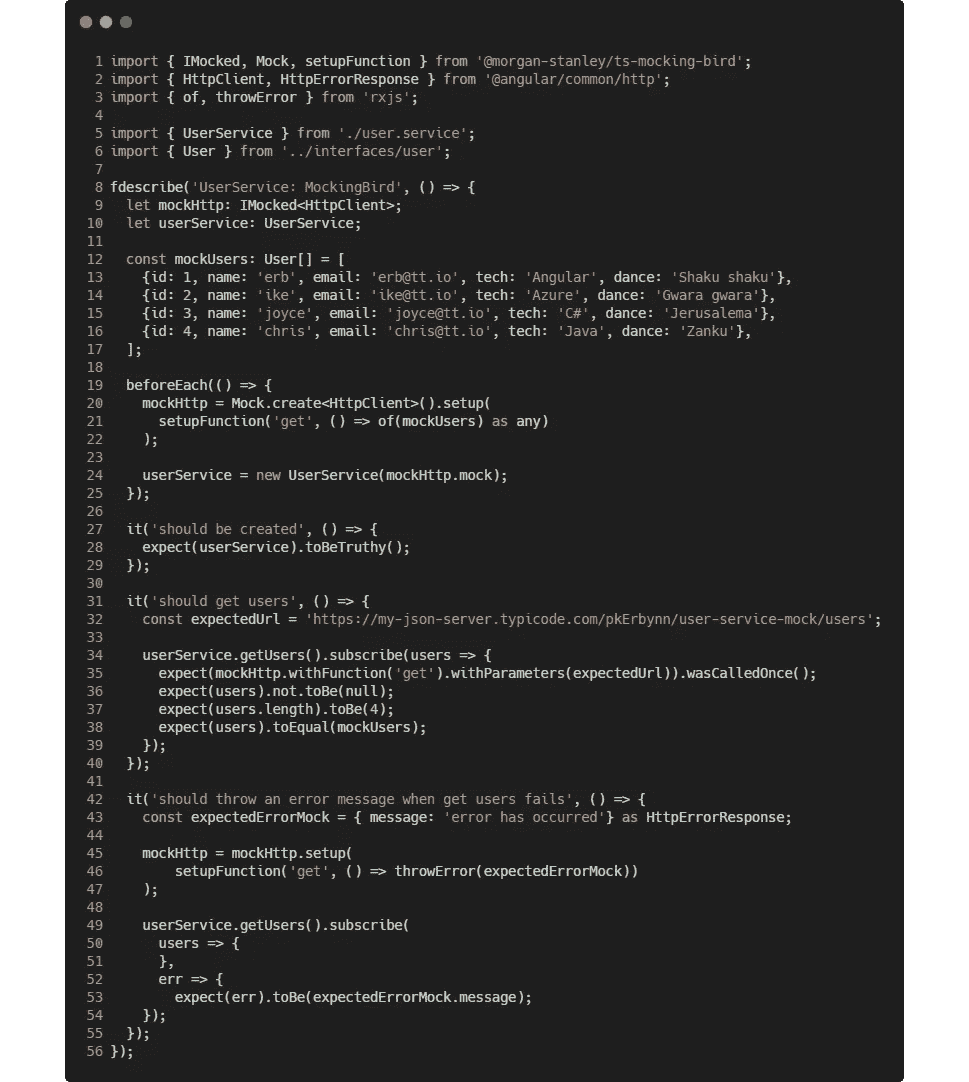 1 import { IMocked, Mock, setupFunction } from '@morgan-stanley/ts-mocking-bird';
2 import { HttpClient, HttpErrorResponse } from '@angular/common/http';
3 import { of, throwError } from 'rxjs';
4
5 import { UserService } from './user.service';
6 import { User } from '../interfaces/user';
7
8 fdescribe('UserService: MockingBird', () => {
9   let mockHttp: IMocked<HttpClient>;
10   let userService: UserService;
11
12   const mockUsers: User[] = [
13     {id: 1, name: 'erb', email: 'erb@tt.io', tech: 'Angular', dance: 'Shaku shaku'},
14     {id: 2, name: 'ike', email: 'ike@tt.io', tech: 'Azure', dance: 'Gwara gwara'},
15     {id: 3, name: 'joyce', email: 'joyce@tt.io', tech: 'C#', dance: 'Jerusalema'},
16     {id: 4, name: 'chris', email: 'chris@tt.io', tech: 'Java', dance: 'Zanku'},
17   ];
18
19   beforeEach(() => {
20     mockHttp = Mock.create<HttpClient>().setup(
21       setupFunction('get', () => of(mockUsers) as any)
22     );
23
24     userService = new UserService(mockHttp.mock);
25   });
26
27   it('should be created', () => {
28     expect(userService).toBeTruthy();
29   });
30
31   it('should get users', () => {
32     const expectedUrl = 'https://my-json-server.typicode.com/pkErbynn/user-service-mock/users';
33
34     userService.getUsers().subscribe(users => {
35       expect(mockHttp.withFunction('get').withParameters(expectedUrl)).wasCalledOnce();
36       expect(users).not.toBe(null);
37       expect(users.length).toBe(4);
38       expect(users).toEqual(mockUsers);
39     });
40   });
41
42   it('should throw an error message when get users fails', () => {
43     const expectedErrorMock = { message: 'error has occurred'} as HttpErrorResponse;
44
45     mockHttp = mockHttp.setup(
46         setupFunction('get', () => throwError(expectedErrorMock))
47     );
48
49     userService.getUsers().subscribe(
50       users => {
51       },
52       err => {
53         expect(err).toBe(expectedErrorMock.message);
54     });
55   });
56 });